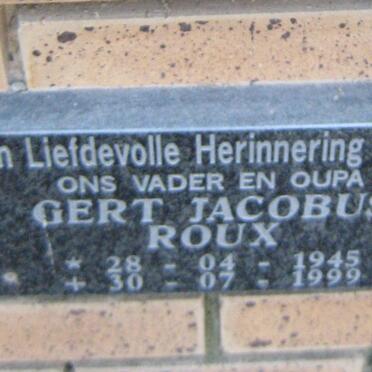 n Liefdevolle Herinnering
ONS VADER EN OUPA
GERT JACOBUS
ROUX
* 28 - 04 - 1945
+ 30 - 07 - 1999